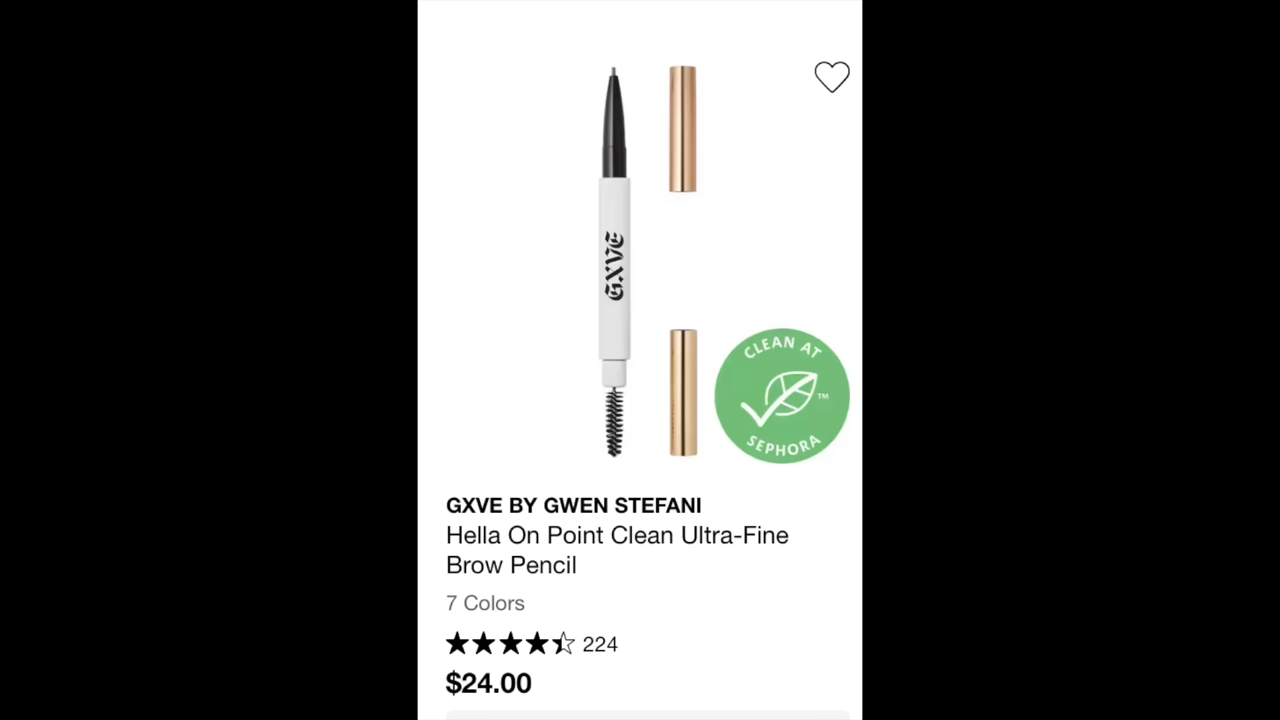 GXVE
CLEAN AT
TM
SEPHORA
GXVE BY GWEN STEFANI
Hella On Point Clean Ultra-Fine
Brow Pencil
7 Colors
224
$24.00